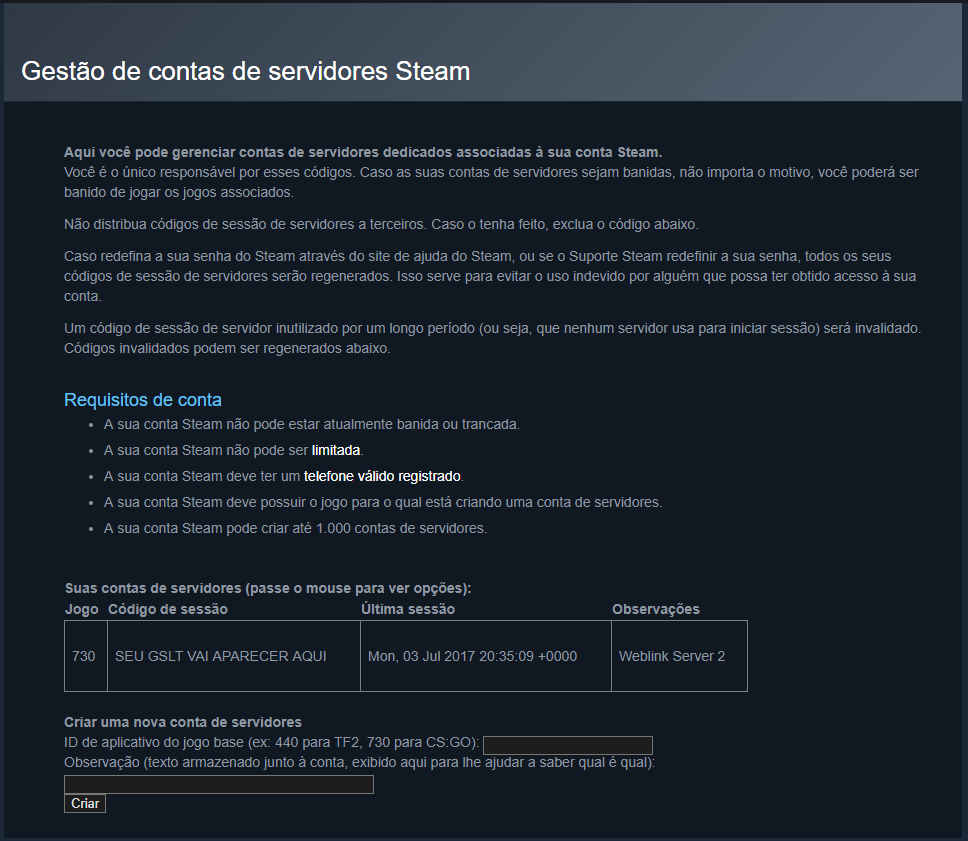 Gestão de contas de servidores Steam
Aqui você pode gerenciar contas de servidores dedicados associadas à sua conta Steam.
Você é o único responsável por esses códigos. Caso as suas contas de servidores sejam banidas, não importa o motivo, você poderá ser
banido de jogar os jogos associados.
Não distribua códigos de sessão de servidores a terceiros. Caso o tenha feito, exclua o código abaixo.
Caso redefina a sua senha do Steam através do site de ajuda do Steam, ou se o Suporte Steam redefinir a sua senha, todos os seus
códigos de sessão de servidores serão regenerados. Isso serve para evitar o uso indevido por alguém que possa ter obtido acesso à sua
conta.
Um código de sessão de servidor inutilizado por um longo período (ou seja, que nenhum servidor usa para iniciar sessão) será invalidado.
Códigos invalidados podem ser regenerados abaixo.
Requisitos de conta
• A sua conta Steam não pode estar atualmente banida ou trancada.
• A sua conta Steam não pode ser limitada.
• A sua conta Steam deve ter um telefone válido registrado.
• A sua conta Steam deve possuir o jogo para o qual está criando uma conta de servidores.
• A sua conta Steam pode criar até 1.000 contas de servidores.
Suas contas de servidores (passe o mouse para ver opções):
Jogo Código de sessão Última sessão Observações
730 SEU GSLT VAI APARECER AQUI Mon, 03 Jul 2017 20:35:09 +0000 Weblink Server 2
Criar uma nova conta de servidores
ID de aplicativo do jogo base (ex: 440 para TF2, 730 para CS:GO):
Observação (texto armazenado junto à conta, exibido aqui para lhe ajudar a saber qual é qual):
Criar